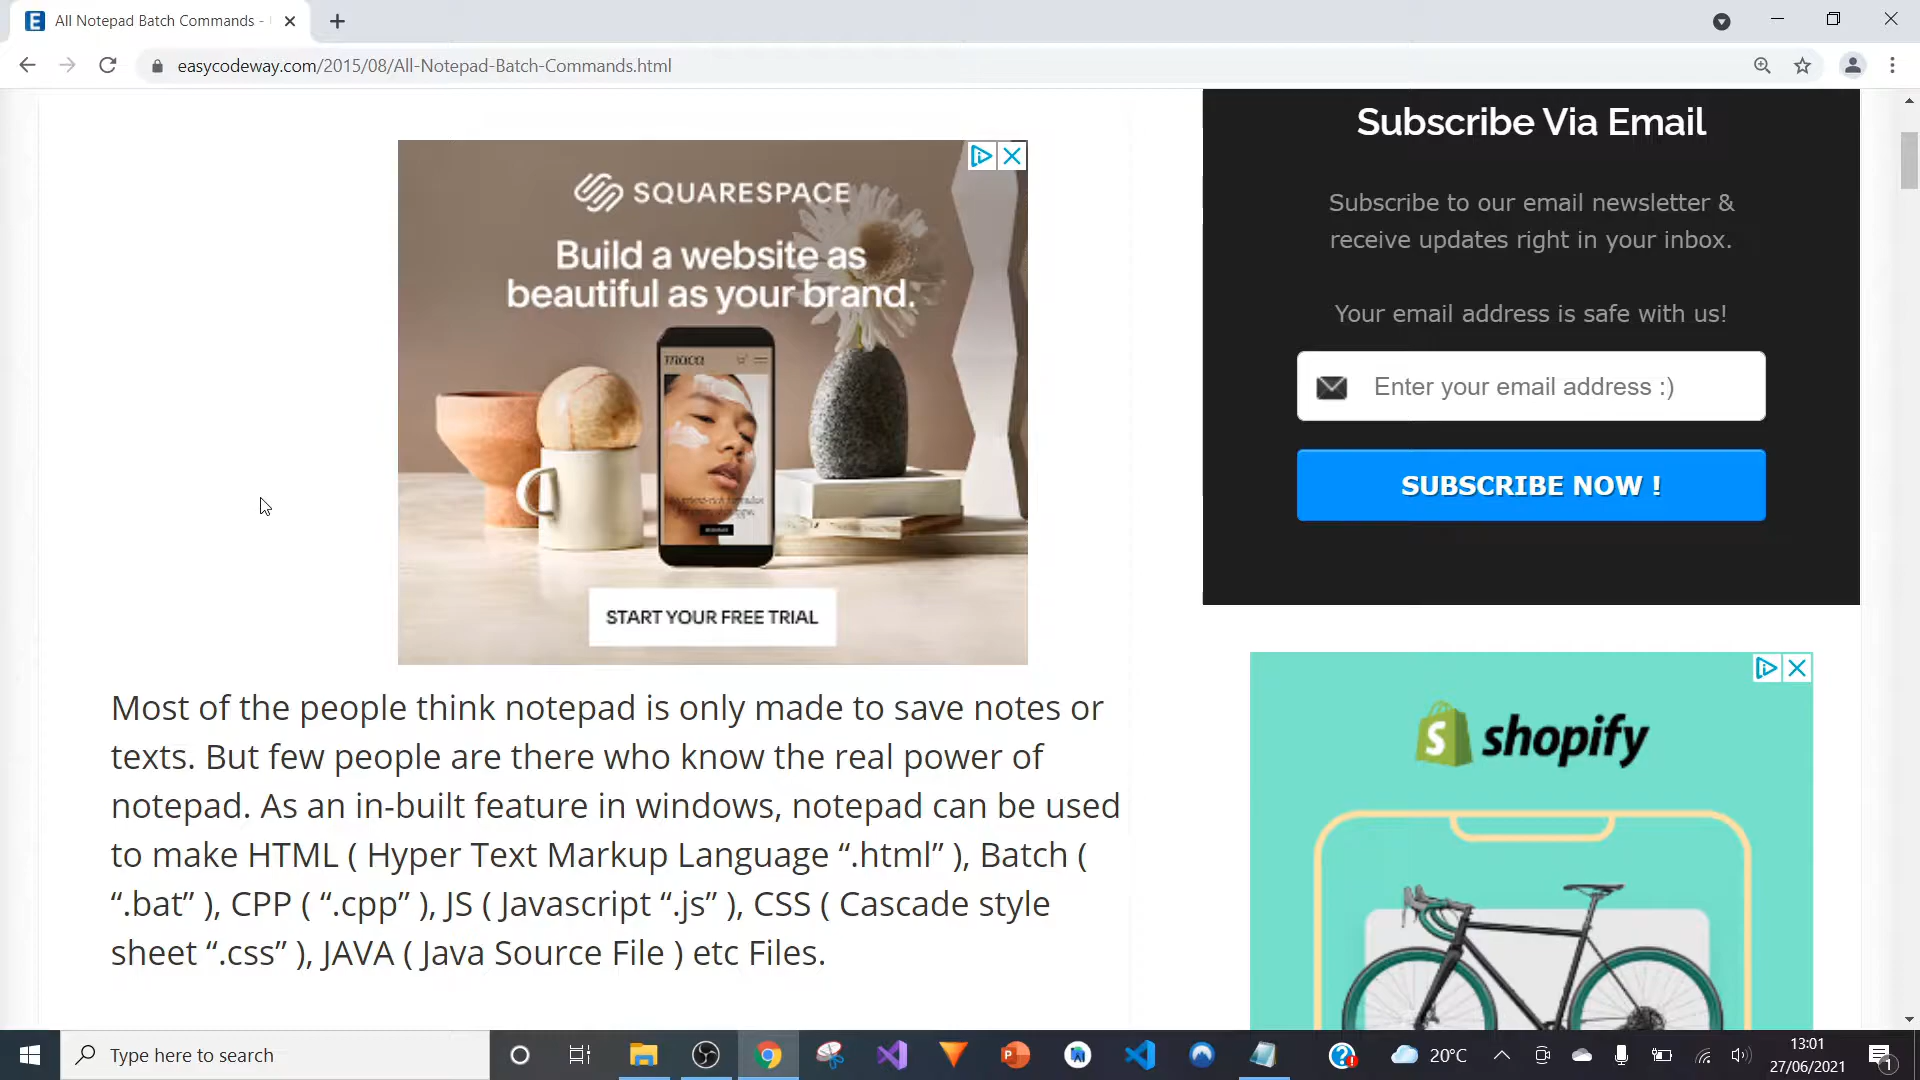 All Notepad Batch Commands -
easycodeway.com/2015/08/All-Notepad-Batch-Commands.html
SQUARESPACE
Build a website as
beautiful as your brand.
maca
START YOUR FREE TRIAL
Most of the people think notepad is only made to save notes or
texts. But few people are there who know the real power of
notepad. As an in-built feature in windows, notepad can be used
to make HTML ( Hyper Text Markup Language “.html” ), Batch (
“.bat” ), CPP ( “.cpp” ), JS ( Javascript “.js” ), CSS ( Cascade style
sheet “.css” ), JAVA ( Java Source File ) etc Files.
Subscribe Via Email
Subscribe to our email newsletter &
receive updates right in your inbox.
Your email address is safe with us!
Enter your email address :)
SUBSCRIBE NOW !
shopify
Type here to search
20°C
13:01
27/06/2021
1